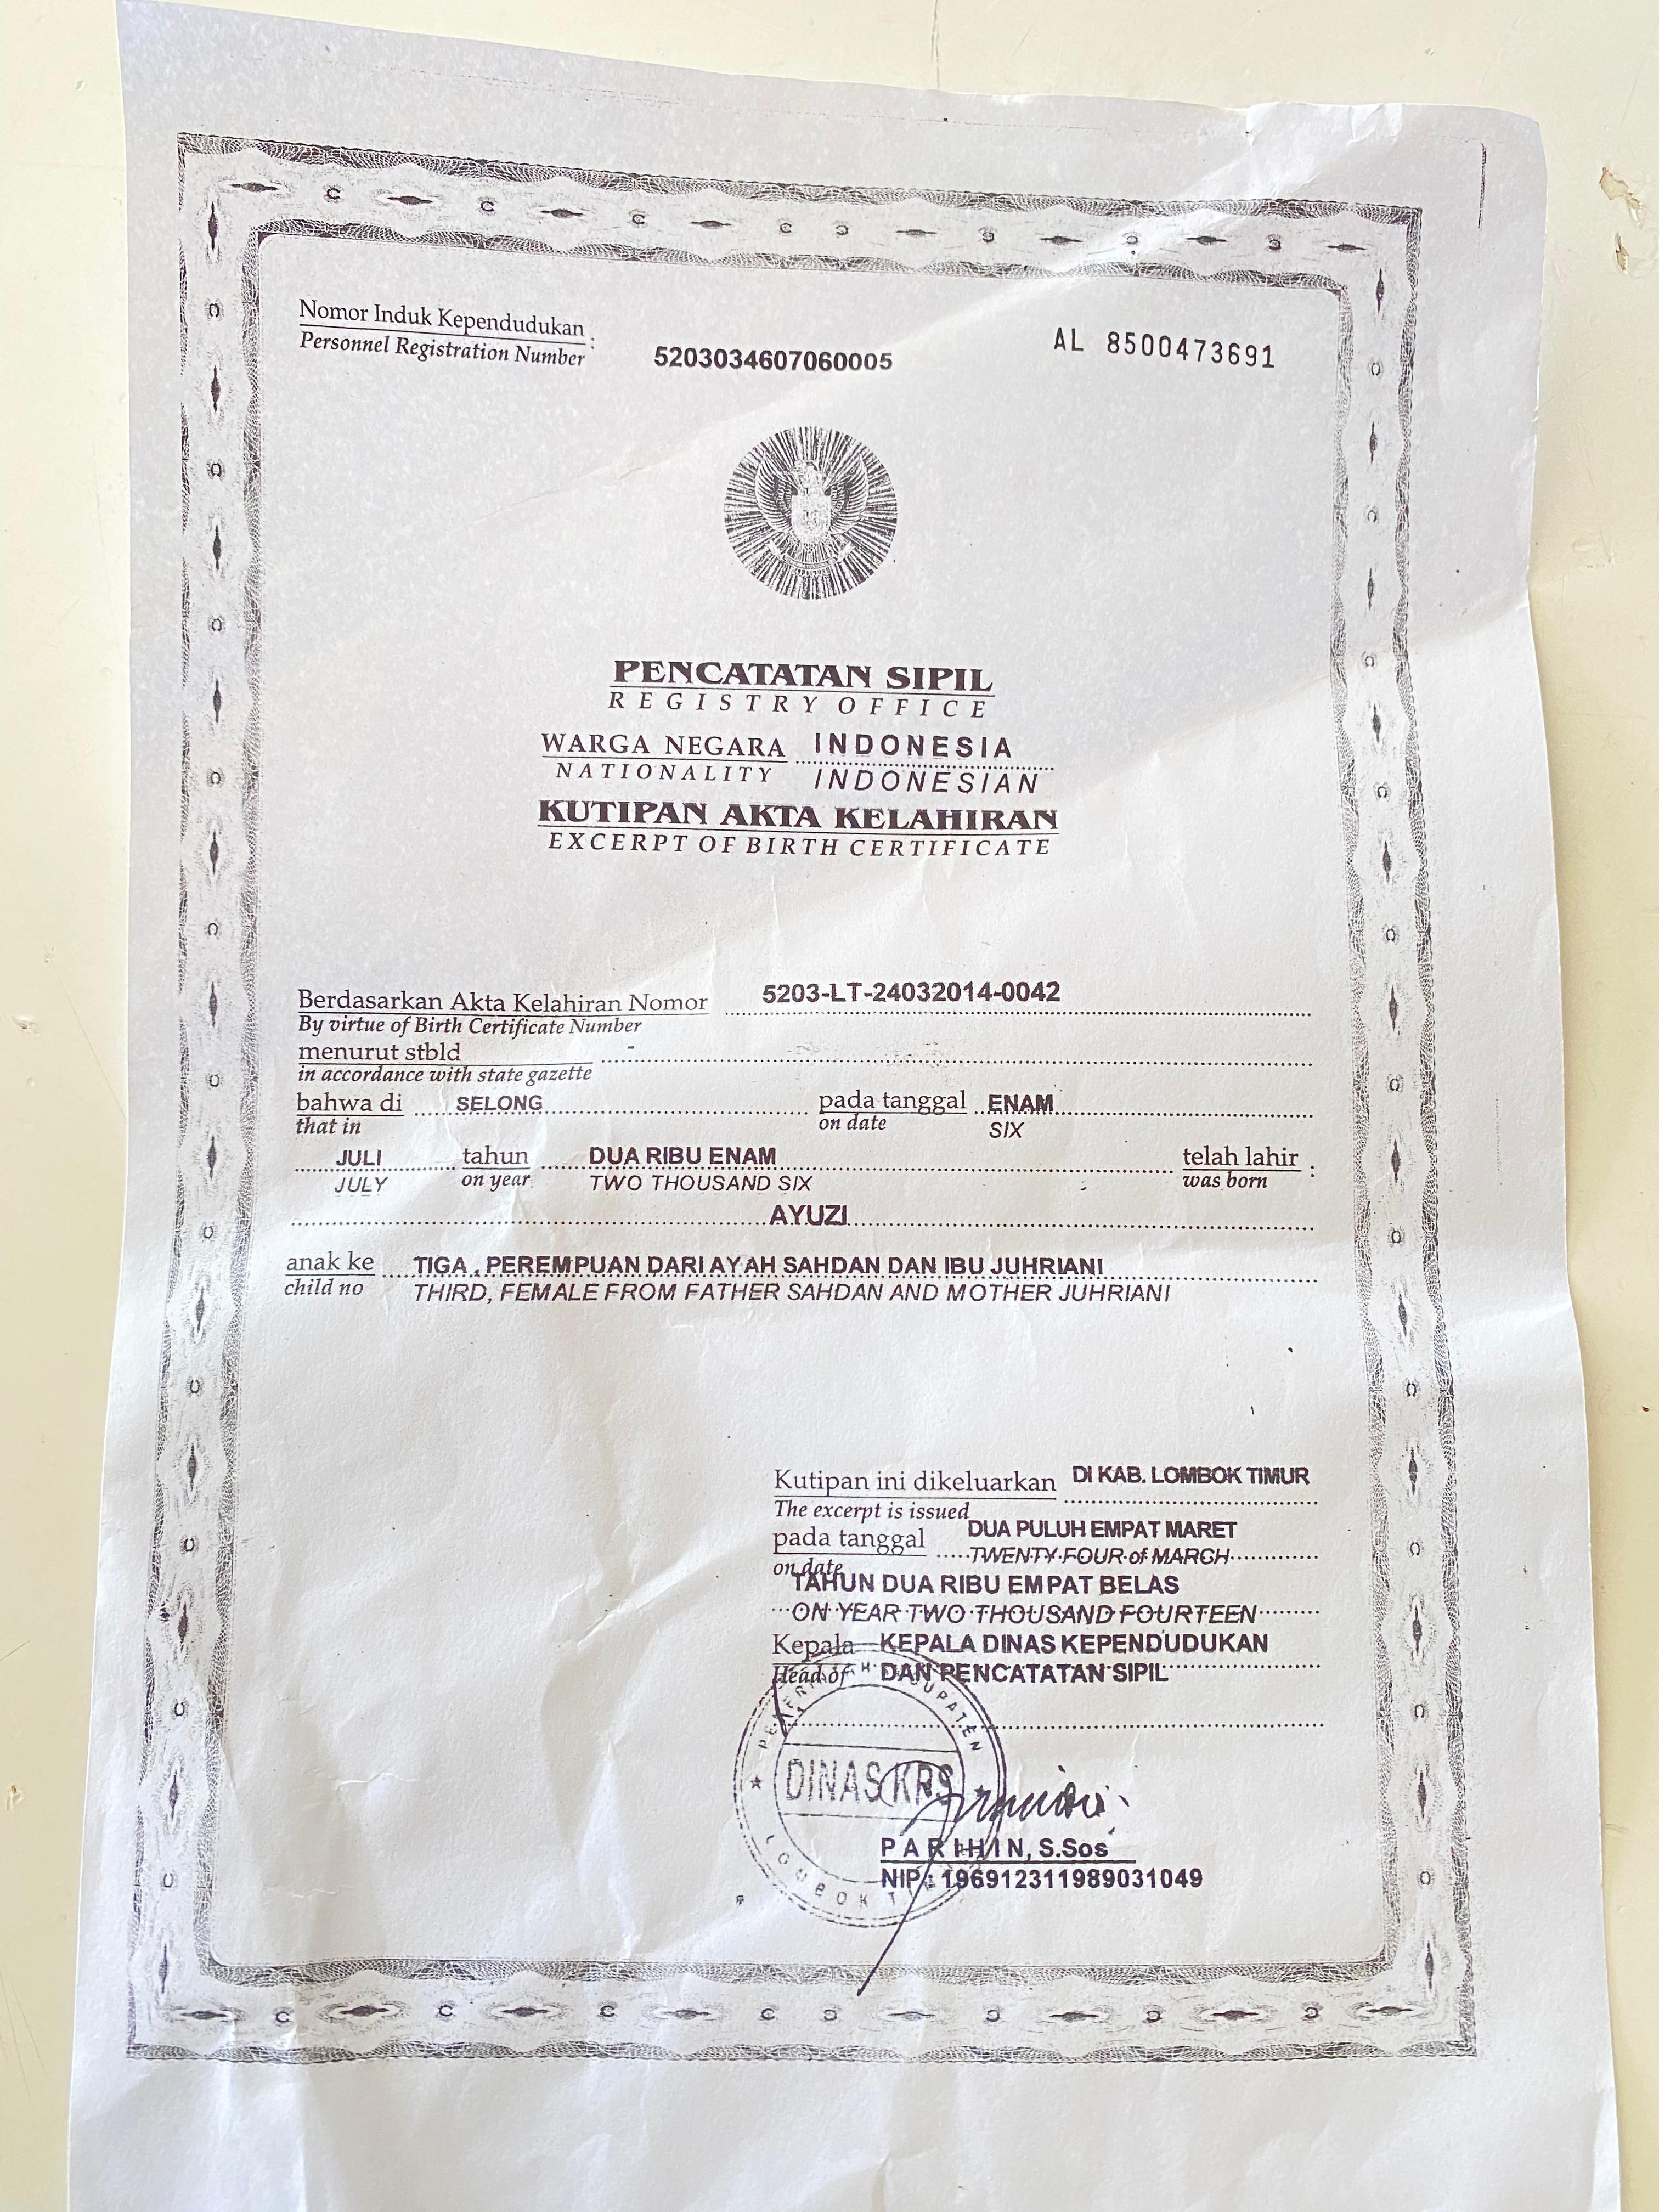 Nomor Induk Kependudukan :
Personnel Registration Number
5203034607060005
AL 8500473691
PENCATATAN SIPIL
REGISTRY OFFICE
WARGA NEGARA INDONESIA
NATIONALITY INDONESIAN
KUTIPAN AKTA KELAHIRAN
EXCERPT OF BIRTH CERTIFICATE
Berdasarkan Akta Kelahiran Nomor 5203-LT-24032014-0042
By virtue of Birth Certificate Number
menurut stbld -
in accordance with state gazette
bahwa di SELONG pada tanggal ENAM
that in on date SIX
JULI tahun DUA RIBU ENAM telah lahir :
JULY on year TWO THOUSAND SIX was born
AYUZI
anak ke TIGA, PEREMPUAN DARI AYAH SAHDAN DAN IBU JUHRIANI
child no THIRD, FEMALE FROM FATHER SAHDAN AND MOTHER JUHRIANI
Kutipan ini dikeluarkan DI KAB. LOMBOK TIMUR
The excerpt is issued
pada tanggal DUA PULUH EMPAT MARET
on date TWENTY FOUR of MARCH
TAHUN DUA RIBU EMPAT BELAS
ON YEAR TWO THOUSAND FOURTEEN
Kepala KEPALA DINAS KEPENDUDUKAN
Head of DAN PENCATATAN SIPIL
DINAS KRS
LOMBOK
PARIHIN, S.Sos
NIP : 196912311989031049